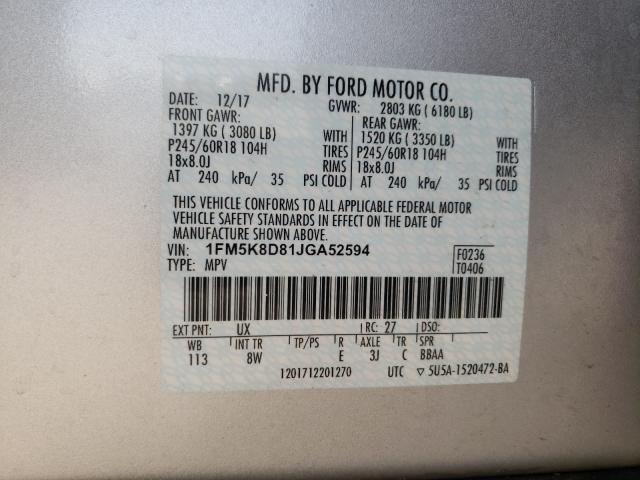 MFD. BY FORD MOTOR CO.
DATE: 12/17 GVWR: 2803 KG ( 6180 LB)
FRONT GAWR: REAR GAWR:
1397 KG ( 3080 LB) WITH 1520 KG ( 3350 LB) WITH
P245/60R18 104H TIRES P245/60R18 104H TIRES
18x8.0J RIMS 18x8.0J RIMS
AT 240 kPa/ 35 PSI COLD AT 240 kPa/ 35 PSI COLD
THIS VEHICLE CONFORMS TO ALL APPLICABLE FEDERAL MOTOR
VEHICLE SAFETY STANDARDS IN EFFECT ON THE DATE OF
MANUFACTURE SHOWN ABOVE.
VIN: 1FM5K8D81JGA52594 F0236
TYPE: MPV T0406
EXT PNT: UX RC: 27 DSO:
WB INT TR TP/PS R AXLE TR SPR
113 8W E 3J C BBAA
1201712201270 UTC ▽ 5U5A-1520472-BA